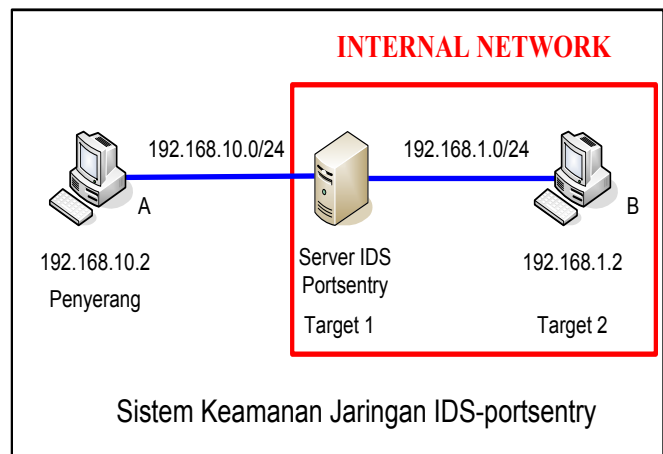 INTERNAL NETWORK
192.168.10.0/24
192.168.1.0/24
A
B
192.168.10.2
Penyerang
Server IDS
Portsentry
Target 1
192.168.1.2
Target 2
Sistem Keamanan Jaringan IDS-portsentry